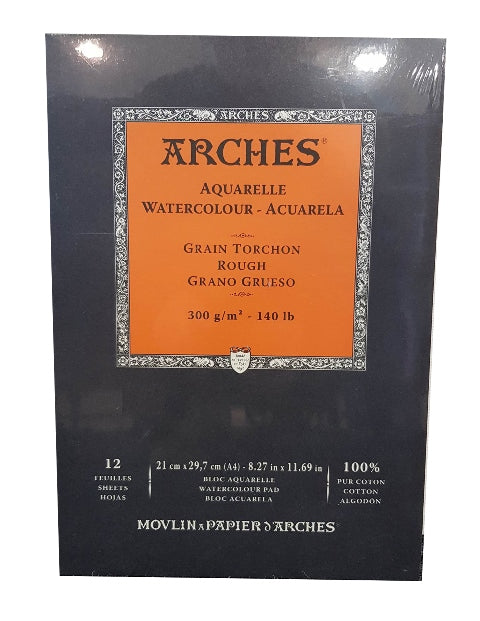 ARCHES
ARCHES®
AQUARELLE
WATERCOLOUR - ACUARELA
GRAIN TORCHON
ROUGH
GRANO GRUESO
300 g/m² - 140 lb
12
FEUILLES
SHEETS
HOJAS
21 cm x 29,7 cm (A4) - 8.27 in x 11.69 in
BLOC AQUARELLE
WATERCOLOUR PAD
BLOC ACUARELA
100%
PUR COTON
COTTON
ALGODÓN
MOVLIN À PAPIER D'ARCHES®